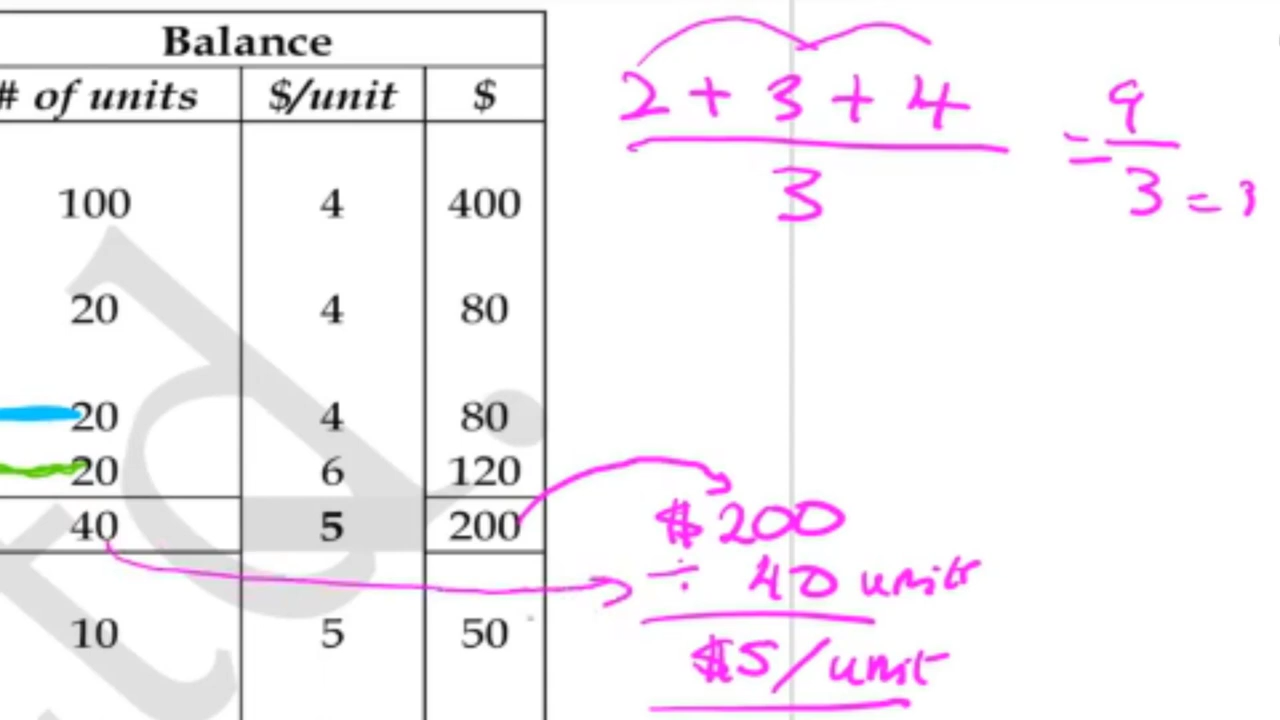 Balance
# of units $/unit $
100 4 400
20 4 80
20 4 80
20 6 120
40 5 200
10 5 50
2 + 3 + 4
3
= 9
3 = 3
$200
÷ 40 units
$5/unit